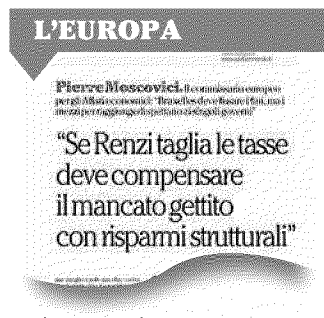 L'EUROPA
Pierre Moscovici. Il commissario europeo
per gli Affari economici: "Bruxelles deve fissare i fini, ma i
mezzi per raggiungerli spettano ai singoli governi"
"Se Renzi taglia le tasse
deve compensare
il mancato gettito
con risparmi strutturali"